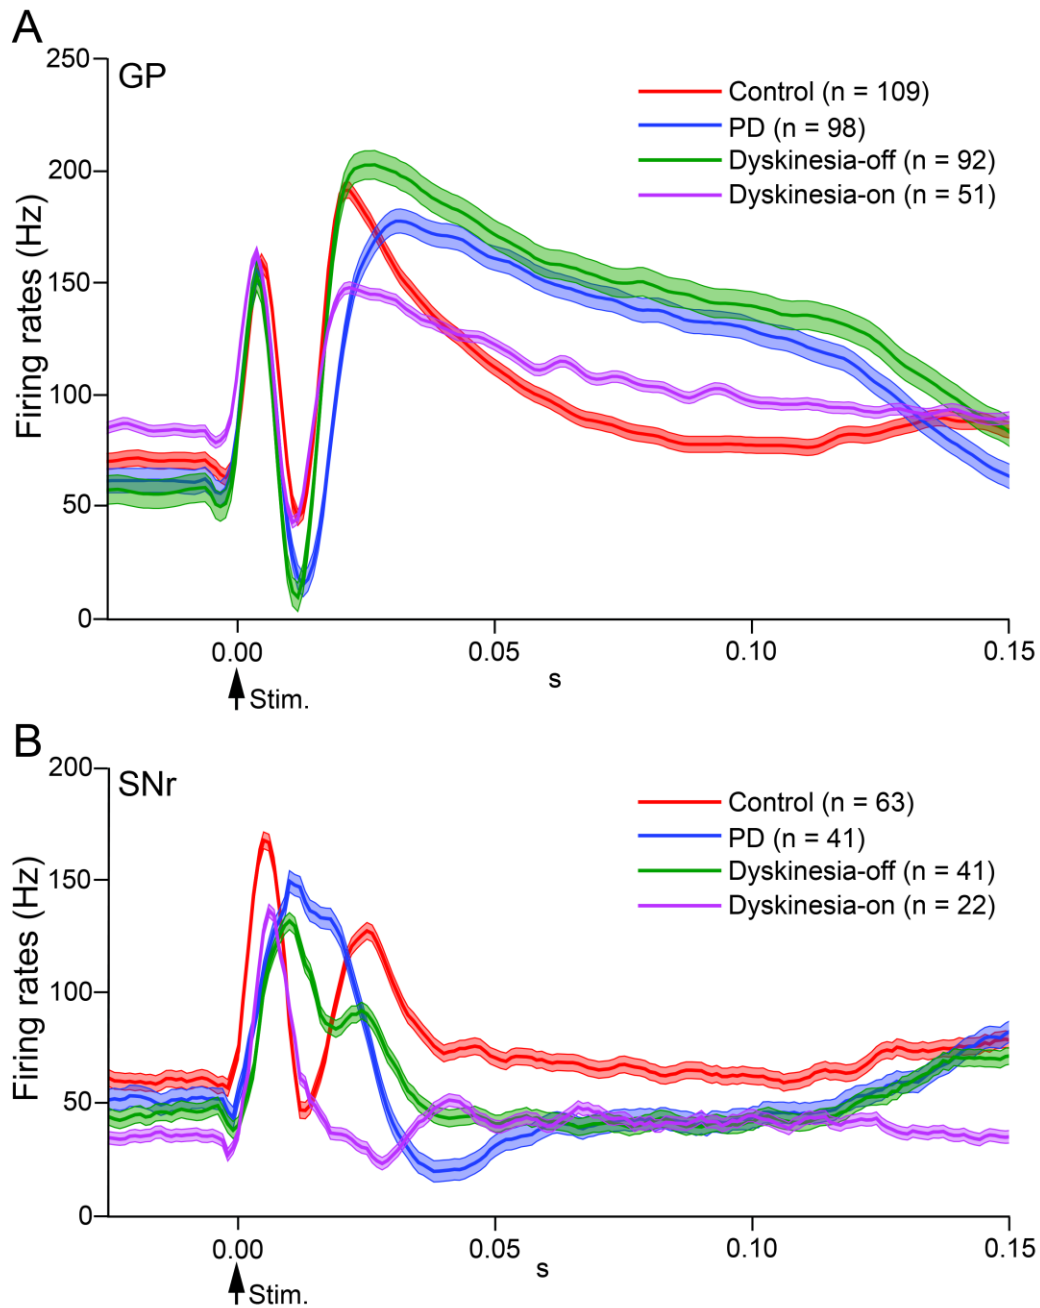 A
GP
Firing rates (Hz)
250
200
150
100
50
0
Control (n = 109)
PD (n = 98)
Dyskinesia-off (n = 92)
Dyskinesia-on (n = 51)
0.00
0.05
0.10
0.15
s
Stim.
B
SNr
Firing rates (Hz)
200
150
100
50
0
Control (n = 63)
PD (n = 41)
Dyskinesia-off (n = 41)
Dyskinesia-on (n = 22)
0.00
0.05
0.10
0.15
s
Stim.